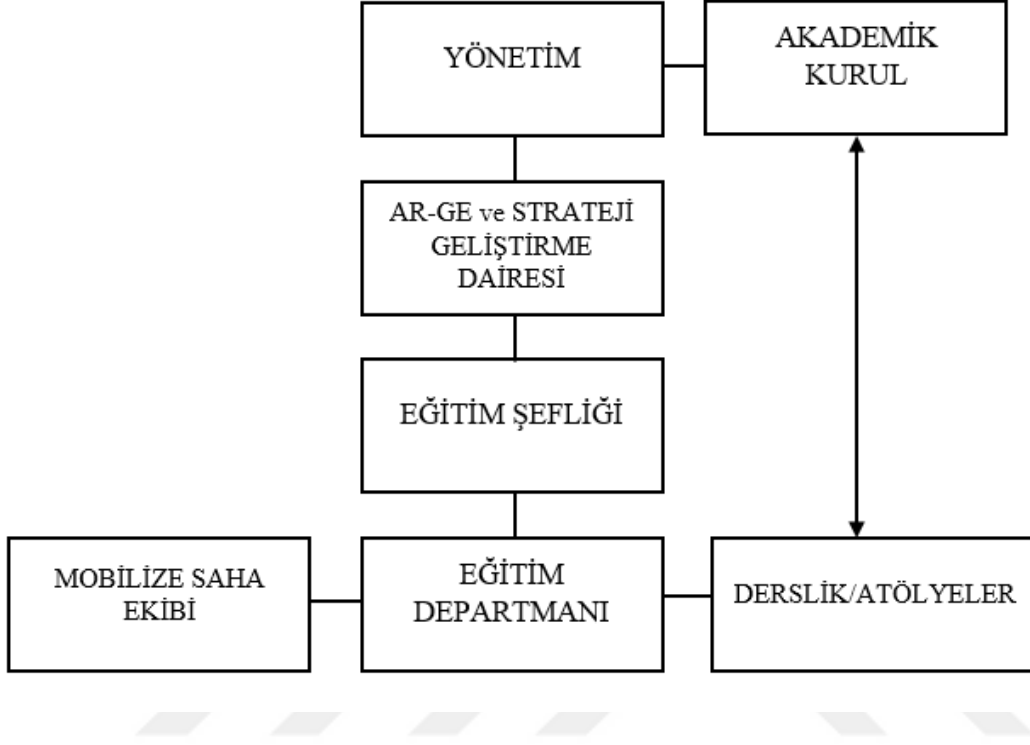 YÖNETİM
AKADEMİK
KURUL
AR-GE ve STRATEJİ
GELİŞTİRME
DAİRESİ
EĞİTİM ŞEFLİĞİ
MOBİLİZE SAHA
EKİBİ
EĞİTİM
DEPARTMANI
DERSLİK/ATÖLYELER